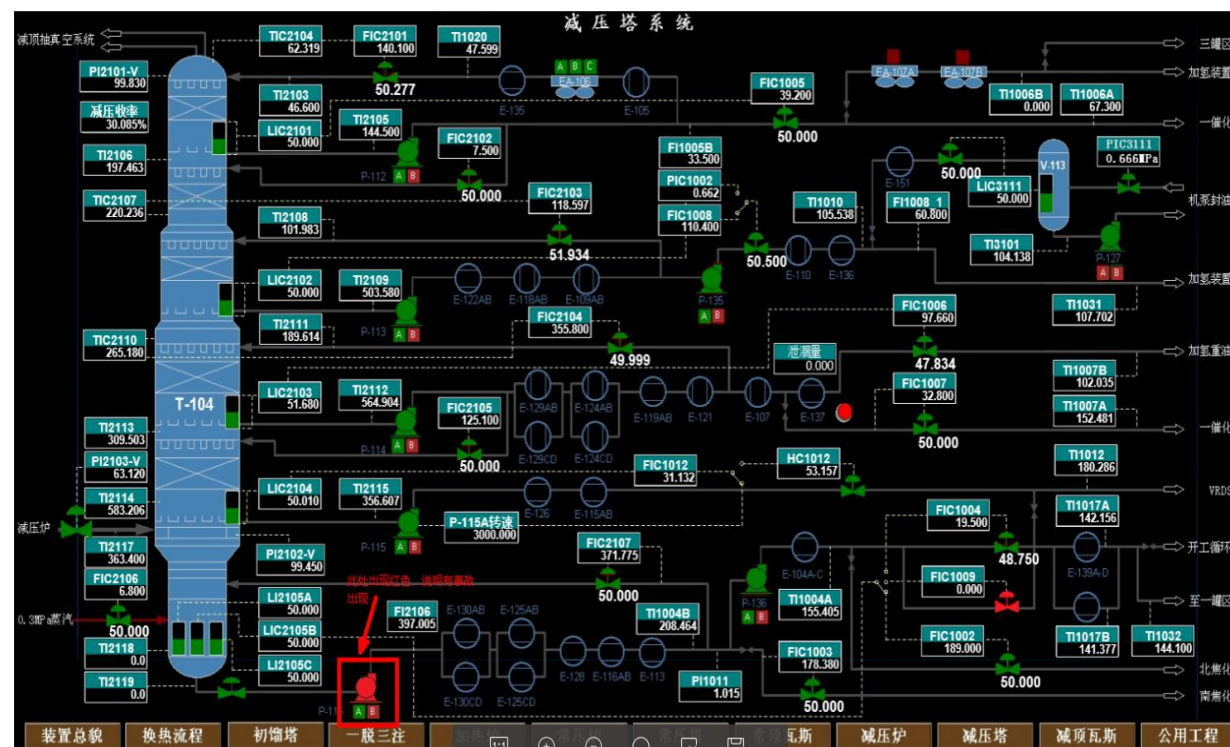 减压塔系统
减顶抽真空系统
TIC2104
62.319
FIC2101
140.100
TI1020
47.599
三罐区
PI2101-V
99.830
50.277
A B C
EA-106
EA-107A
EA-107B
加氢装置
FIC1005
39.200
TI1006B
0.000
TI1006A
67.300
TI2103
46.600
E-135
E-105
减压收率
30.085%
LIC2101
50.000
TI2105
144.500
50.000
一催化
FIC2102
7.500
FI1005B
33.500
PIC3111
0.666MPa
TI2106
197.463
P-112
A B
50.000
PIC1002
0.662
E-151
50.000
V-113
LIC3111
50.000
TIC2107
220.236
FIC2103
118.597
FIC1008
110.400
TI1010
105.538
FI1008_1
60.800
机泵封油
TI2108
101.983
51.934
50.500
TI3101
104.138
P-127
A B
E-110
E-136
LIC2102
50.000
TI2109
503.580
E-122AB
E-118AB
E-109AB
P-135
A B
加氢装置
TI2111
189.614
P-113
A B
FIC2104
355.800
FIC1006
97.660
TI1031
107.702
TIC2110
265.180
49.999
泄漏量
0.000
47.834
加氢重油
TI1007B
102.035
LIC2103
51.680
TI2112
564.904
FIC1007
32.800
T-104
FIC2105
125.100
E-129AB
E-124AB
E-119AB
E-121
E-107
E-137
TI1007A
152.481
TI2113
309.503
P-114
A B
50.000
E-129CD
E-124CD
50.000
一催化
PI2103-V
63.120
FIC1012
31.132
HC1012
53.157
TI1012
180.286
TI2114
583.206
LIC2104
50.010
TI2115
356.607
E-126
E-115AB
VRDS
减压炉
P-115A转速
3000.000
FIC1004
19.500
TI1017A
142.156
TI2117
363.400
PI2102-V
99.450
P-115
A B
FIC2107
371.775
48.750
开工循环
FIC2106
6.800
此处出现红色，说明有事故
出现
50.000
E-104A-C
FIC1009
0.000
E-139A-D
0.3MPa蒸汽
50.000
LI2105A
50.000
FI2106
397.005
E-130AB
E-125AB
P-136
A B
TI1004A
155.405
至一罐区
LIC2105B
50.000
TI1004B
208.464
FIC1002
189.000
TI1017B
141.377
TI1032
144.100
TI2118
0.0
LI2105C
50.000
FIC1003
178.380
E-128
E-116AB
E-113
50.000
北焦化
TI2119
0.0
PI1011
1.015
E-130CD
E-125CD
50.000
南焦化
A B
装置总貌
换热流程
初馏塔
一脱三注
瓦斯
减压炉
减压塔
减顶瓦斯
公用工程